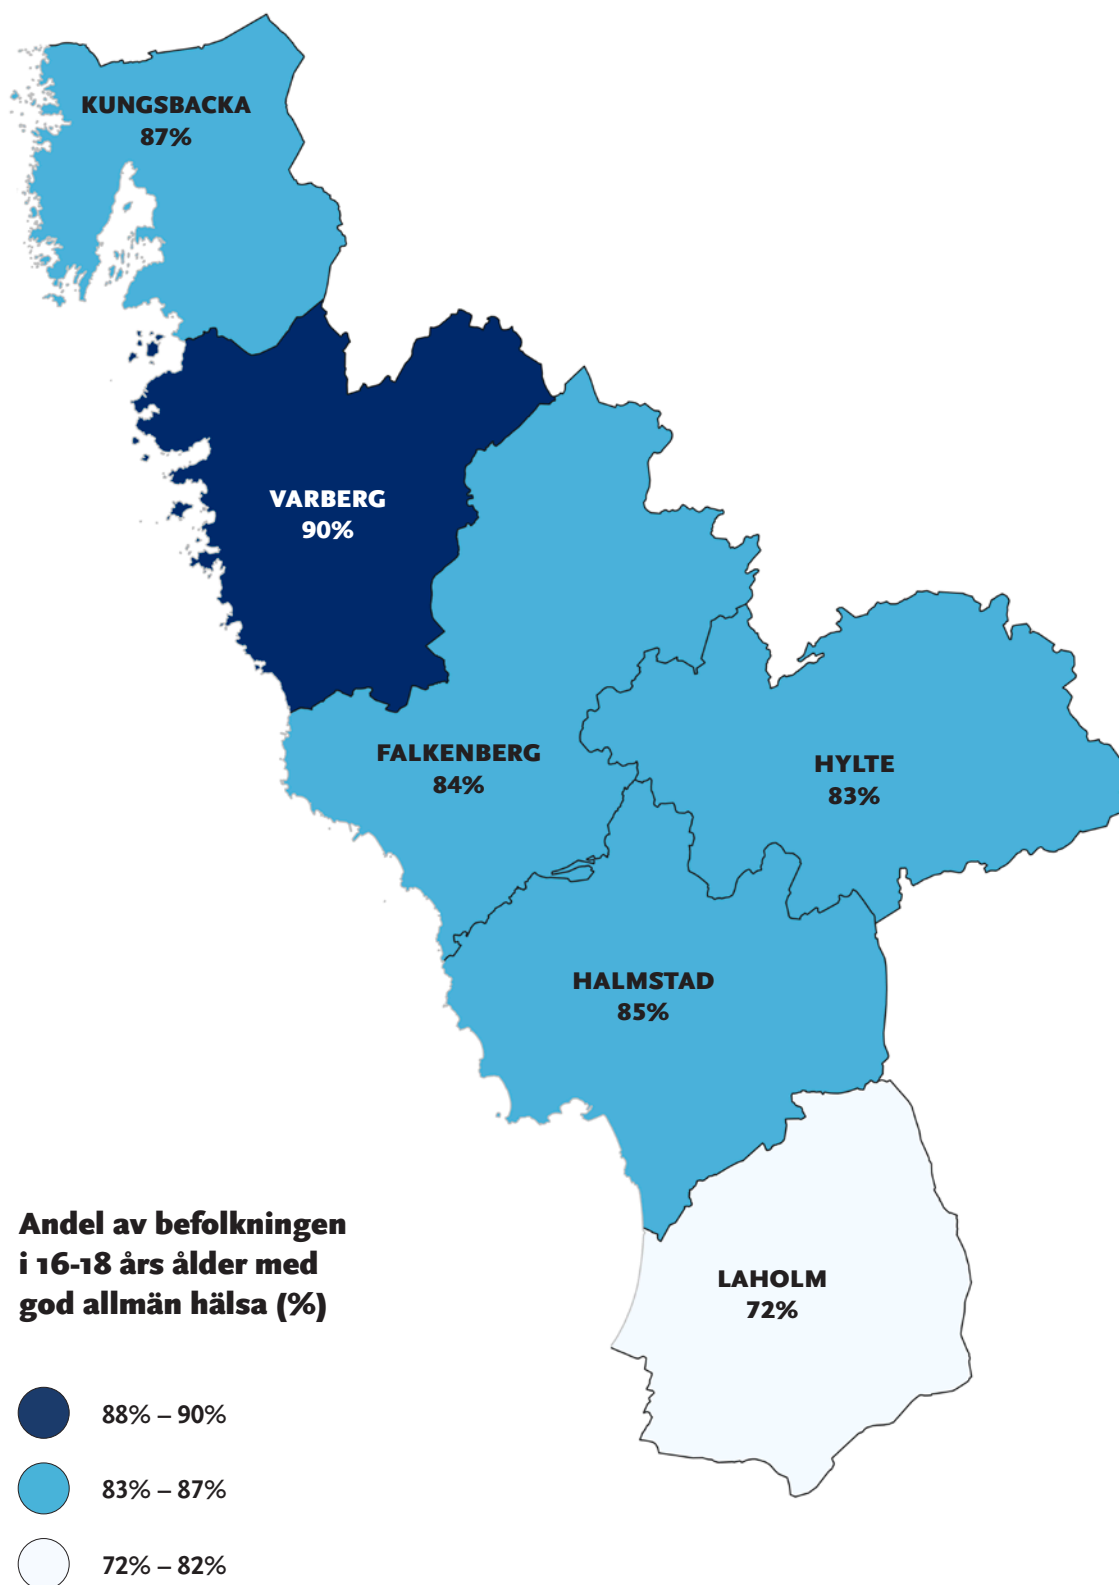 KUNGSBACKA
87%
VARBERG
90%
FALKENBERG
84%
HYLTE
83%
HALMSTAD
85%
LAHOLM
72%
Andel av befolkningen
i 16-18 års ålder med
god allmän hälsa (%)
88% – 90%
83% – 87%
72% – 82%